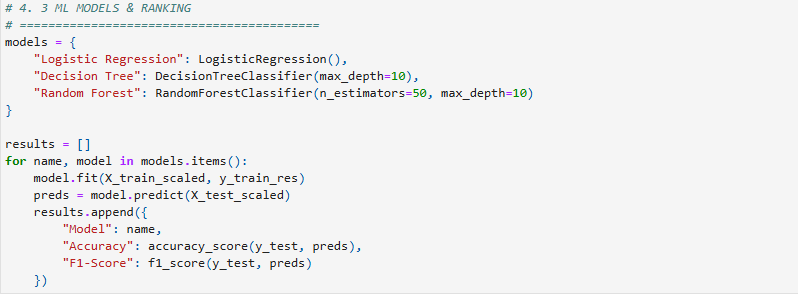 # 4. 3 ML MODELS & RANKING
# ==========================================
models = {
    "Logistic Regression": LogisticRegression(),
    "Decision Tree": DecisionTreeClassifier(max_depth=10),
    "Random Forest": RandomForestClassifier(n_estimators=50, max_depth=10)
}

results = []
for name, model in models.items():
    model.fit(X_train_scaled, y_train_res)
    preds = model.predict(X_test_scaled)
    results.append({
        "Model": name,
        "Accuracy": accuracy_score(y_test, preds),
        "F1-Score": f1_score(y_test, preds)
    })